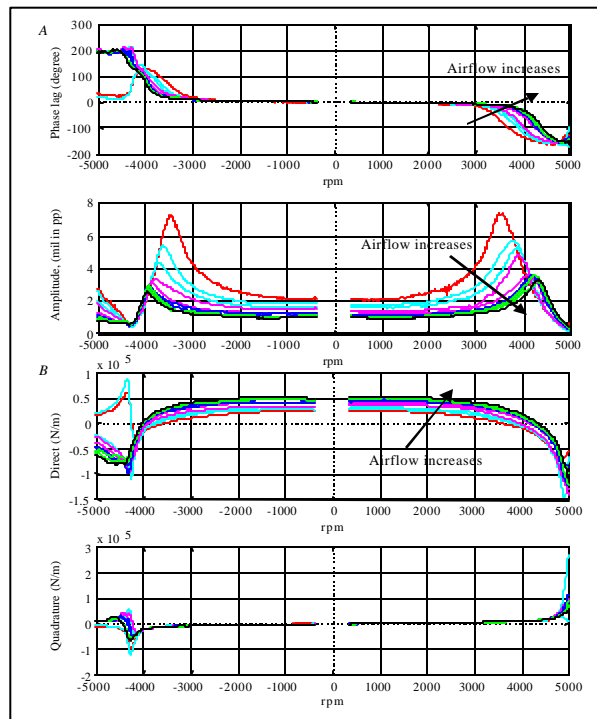 A
300
200
100
0
-100
-200
Phase lag (degree)
Airflow increases
-5000 -4000 -3000 -2000 -1000 0 1000 2000 3000 4000 5000
rpm
8
6
4
2
0
Amplitude, (mil in pp)
Airflow increases
-5000 -4000 -3000 -2000 -1000 0 1000 2000 3000 4000 5000
rpm
B
x 10 5
1
0.5
0
-0.5
-1
-1.5
Direct (N/m)
Airflow increases
-5000 -4000 -3000 -2000 -1000 0 1000 2000 3000 4000 5000
rpm
x 10 5
3
2
1
0
-1
-2
Quadrature (N/m)
-5000 -4000 -3000 -2000 -1000 0 1000 2000 3000 4000 5000
rpm